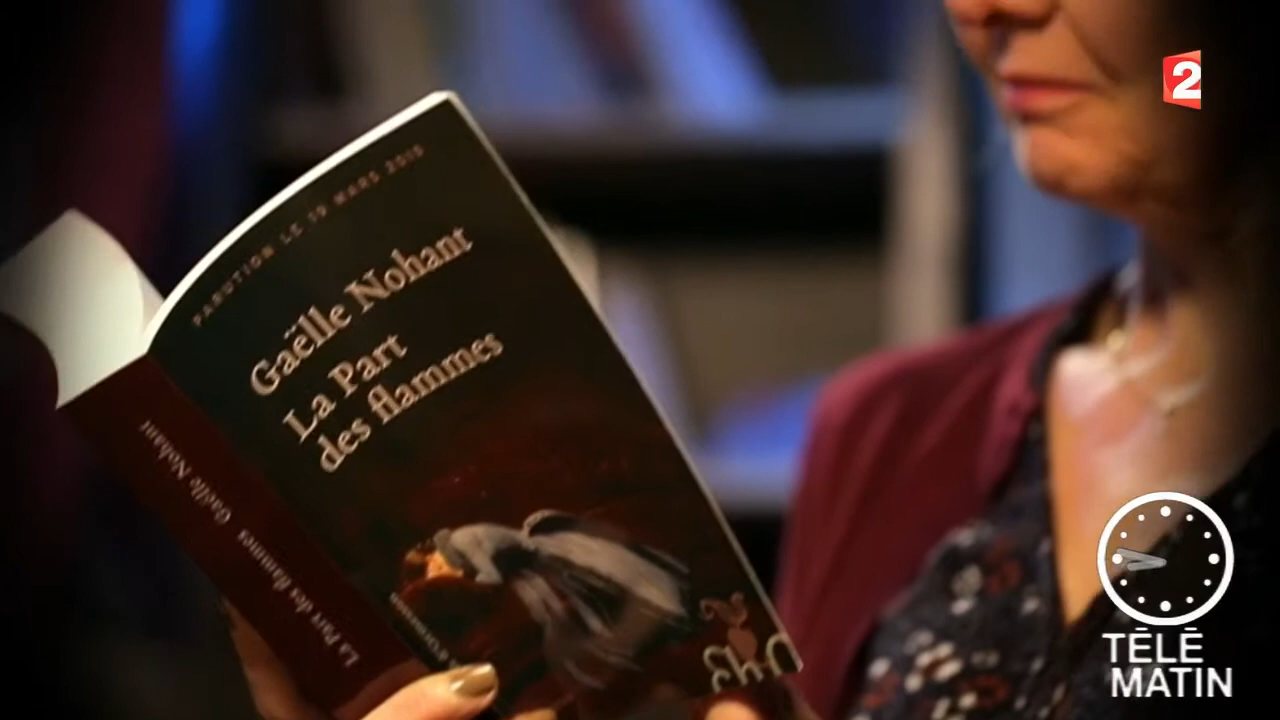 PARUTION LE 19 MARS 2015
Gaëlle Nohant
La Part
des flammes
La Part des flammes Gaëlle Nohant
2
TÉLÉ
MATIN